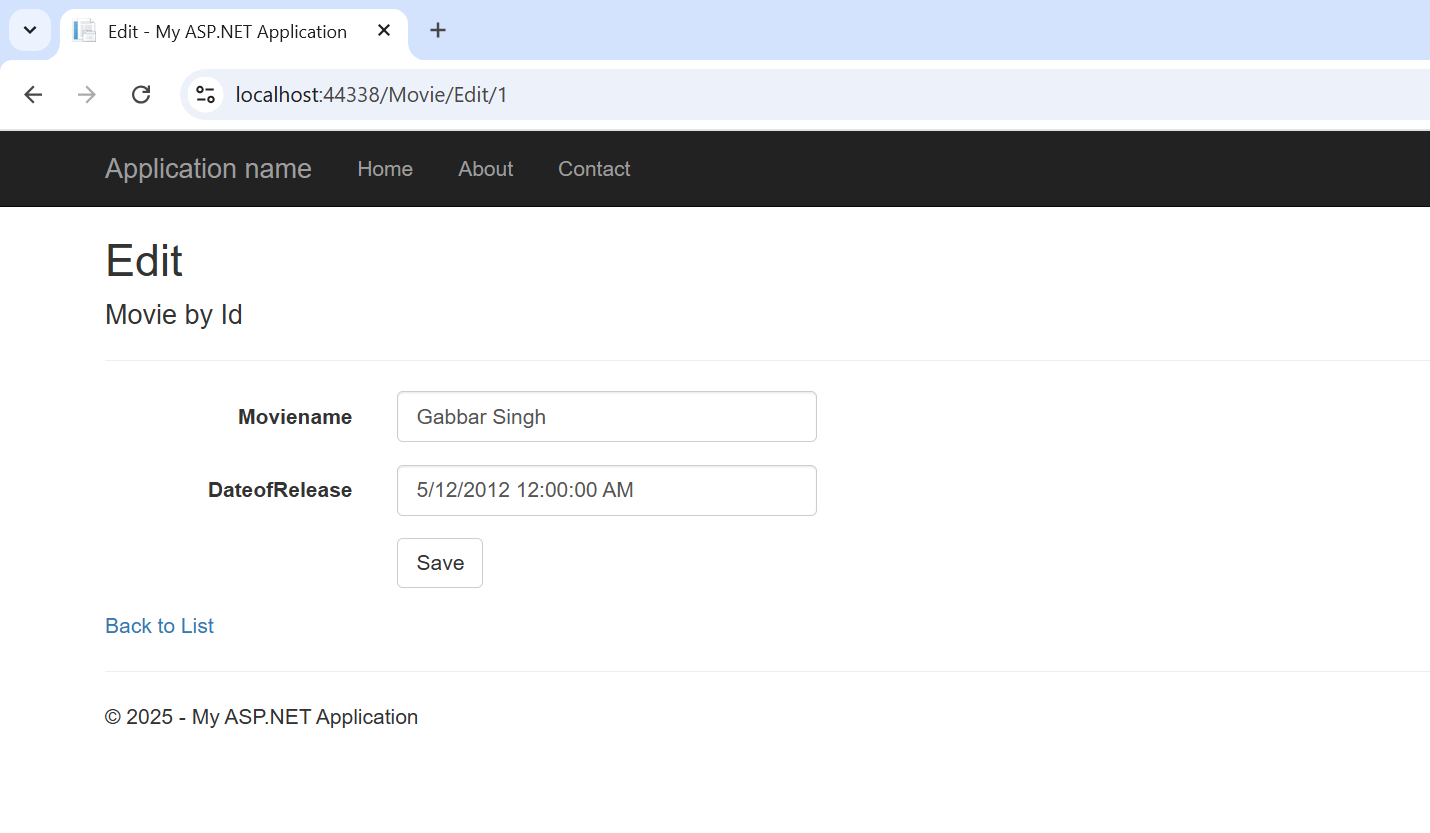 Edit - My ASP.NET Application
localhost:44338/Movie/Edit/1
Application name Home About Contact
Edit
Movie by Id
Moviename Gabbar Singh
DateofRelease 5/12/2012 12:00:00 AM
Save
Back to List
© 2025 - My ASP.NET Application